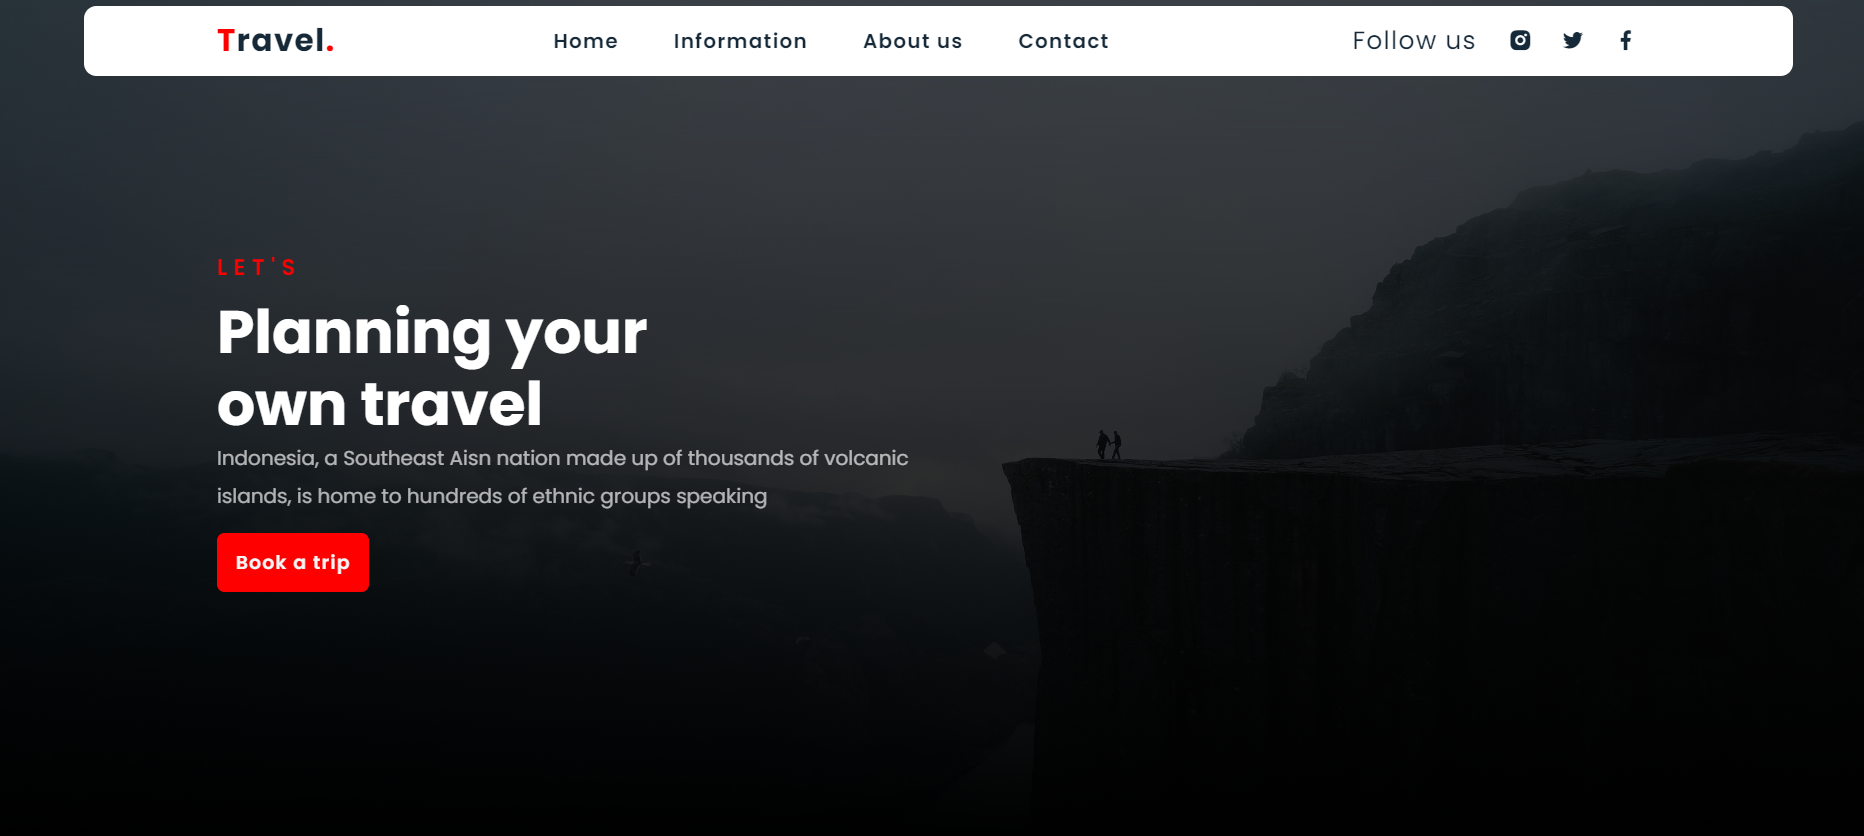 Travel.
Home Information About us Contact
Follow us
LET'S
Planning your
own travel
Indonesia, a Southeast Aisn nation made up of thousands of volcanic
islands, is home to hundreds of ethnic groups speaking
Book a trip